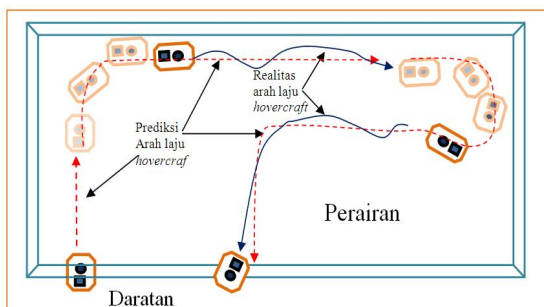 Realitas
arah laju
hovercraft
Prediksi
Arah laju
hovercraf
Perairan
Daratan